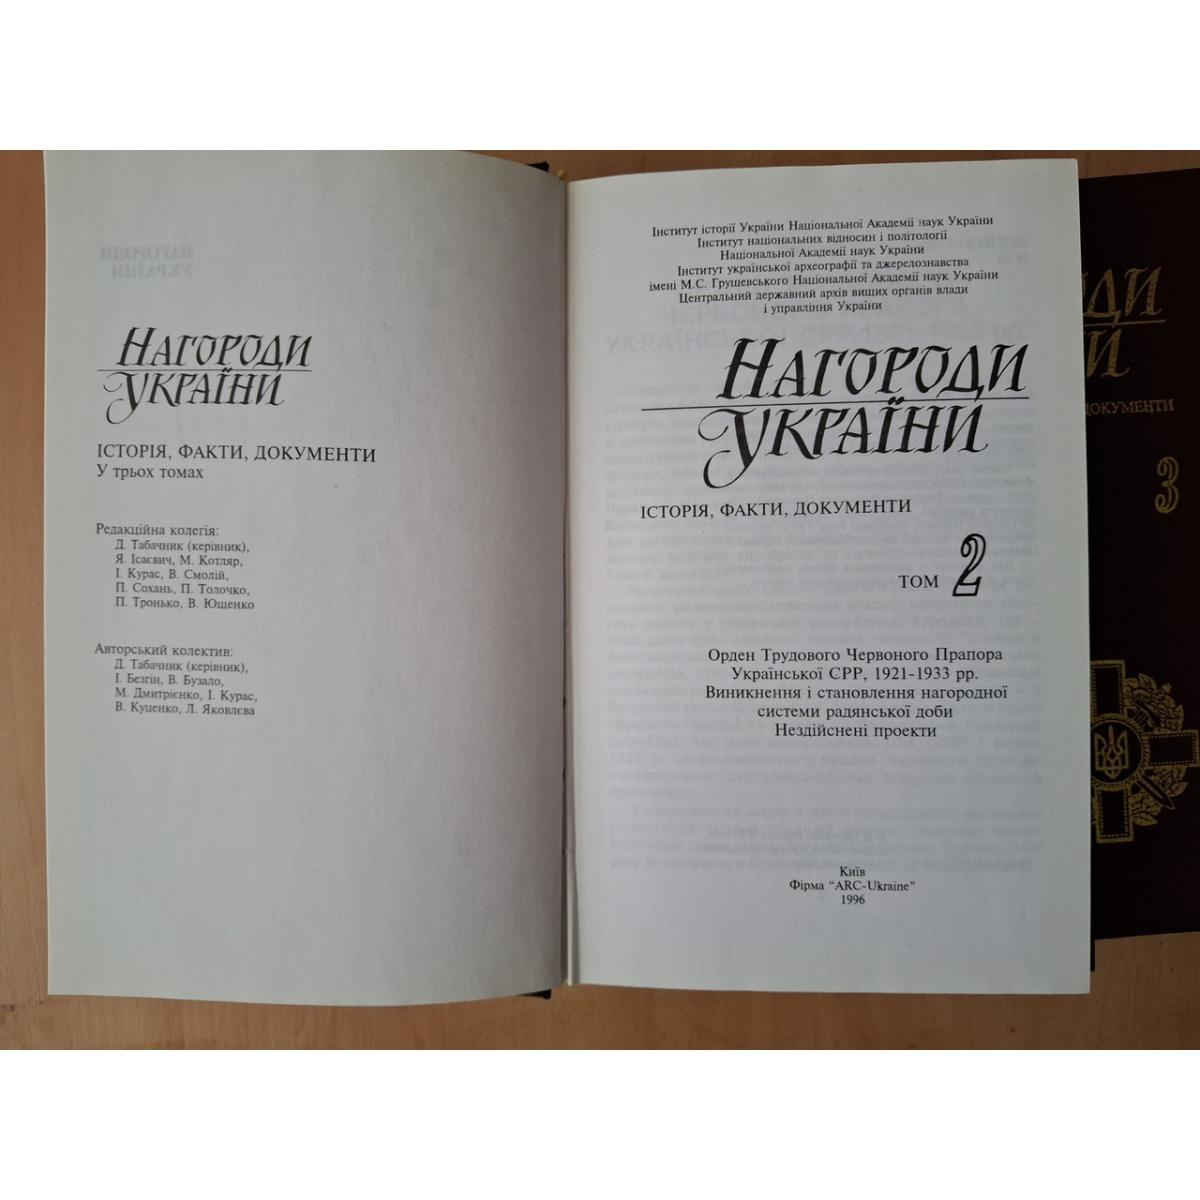 НАГОРОДИ
УКРАЇНИ
ІСТОРІЯ, ФАКТИ, ДОКУМЕНТИ
У трьох томах
Редакційна колегія:
Д. Табачник (керівник),
Я. Ісаєвич, М. Котляр,
І. Курас, В. Смолій,
П. Сохань, П. Толочко,
П. Тронько, В. Ющенко
Авторський колектив:
Д. Табачник (керівник),
І. Безгін, В. Бузало,
М. Дмитрієнко, І. Курас,
В. Куценко, Л. Яковлєва
Інститут історії України Національної Академії наук України
Інститут національних відносин і політології
Національної Академії наук України
Інститут української археографії та джерелознавства
імені М.С. Грушевського Національної Академії наук України
Центральний державний архів вищих органів влади
і управління України
НАГОРОДИ
УКРАЇНИ
ІСТОРІЯ, ФАКТИ, ДОКУМЕНТИ
ТОМ 2
Орден Трудового Червоного Прапора
Української СРР, 1921-1933 рр.
Виникнення і становлення нагородної
системи радянської доби
Нездійснені проекти
Київ
Фірма "ARC-Ukraine"
1996
ДОКУМЕНТИ
3